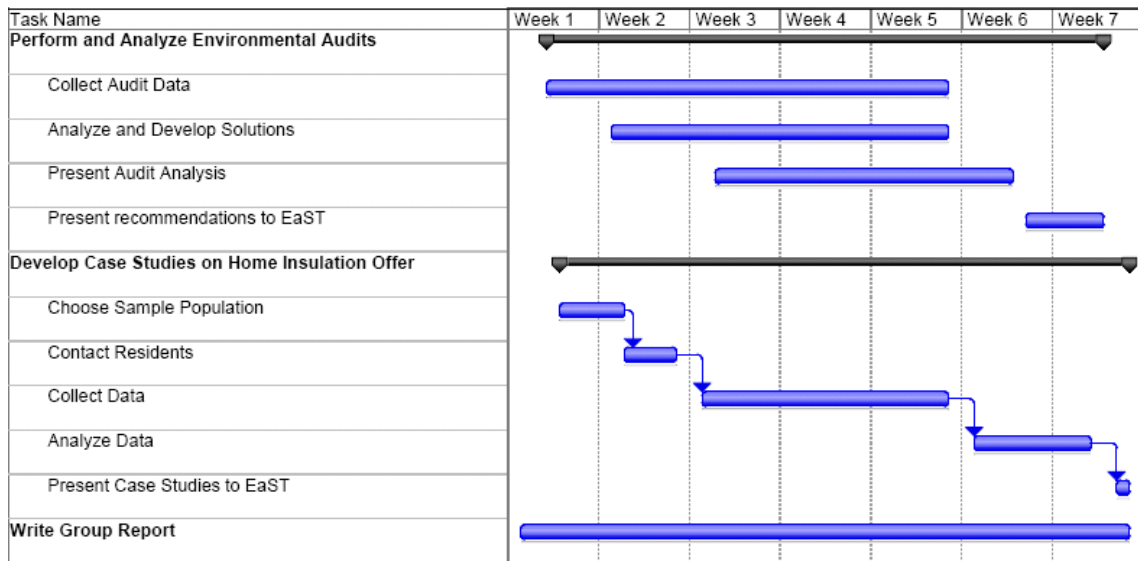 Task Name Week 1 Week 2 Week 3 Week 4 Week 5 Week 6 Week 7
Perform and Analyze Environmental Audits
Collect Audit Data
Analyze and Develop Solutions
Present Audit Analysis
Present recommendations to EaST
Develop Case Studies on Home Insulation Offer
Choose Sample Population
Contact Residents
Collect Data
Analyze Data
Present Case Studies to EaST
Write Group Report